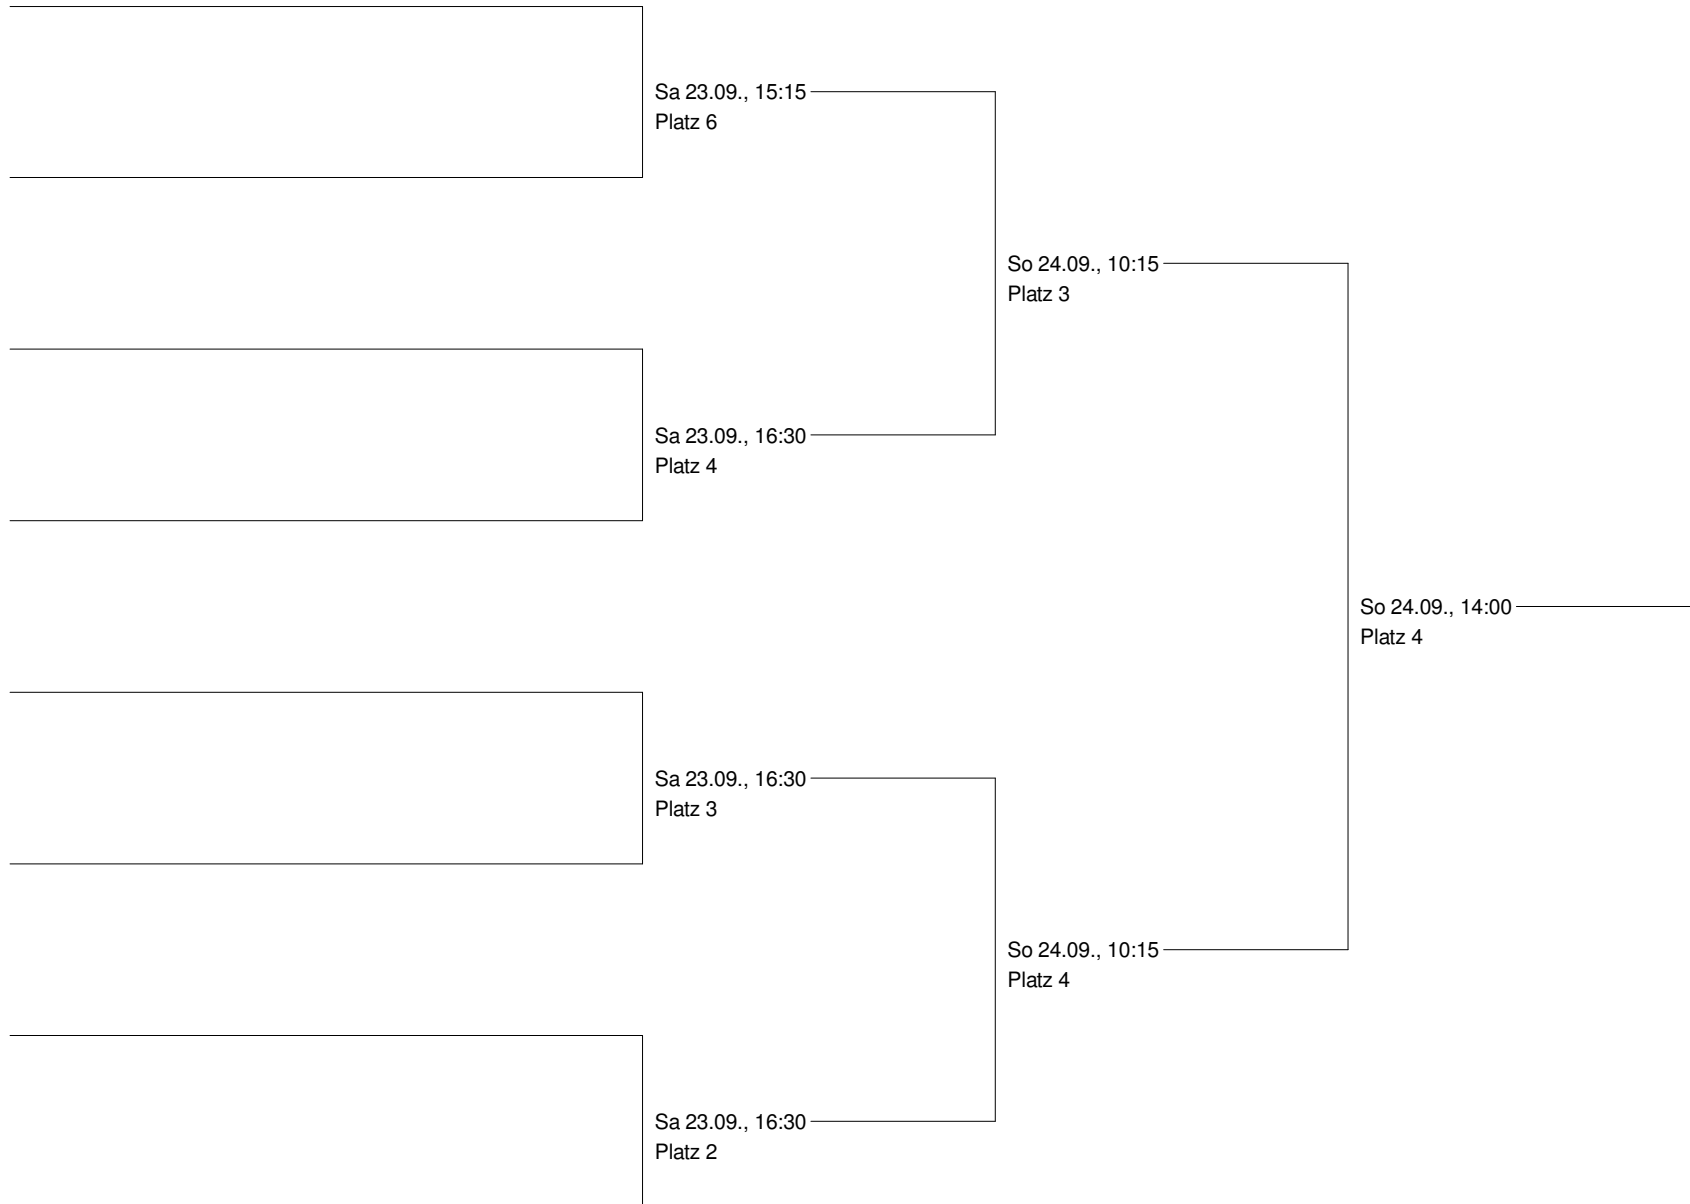 Sa 23.09., 15:15
Platz 6
So 24.09., 10:15
Platz 3
Sa 23.09., 16:30
Platz 4
So 24.09., 14:00
Platz 4
Sa 23.09., 16:30
Platz 3
So 24.09., 10:15
Platz 4
Sa 23.09., 16:30
Platz 2